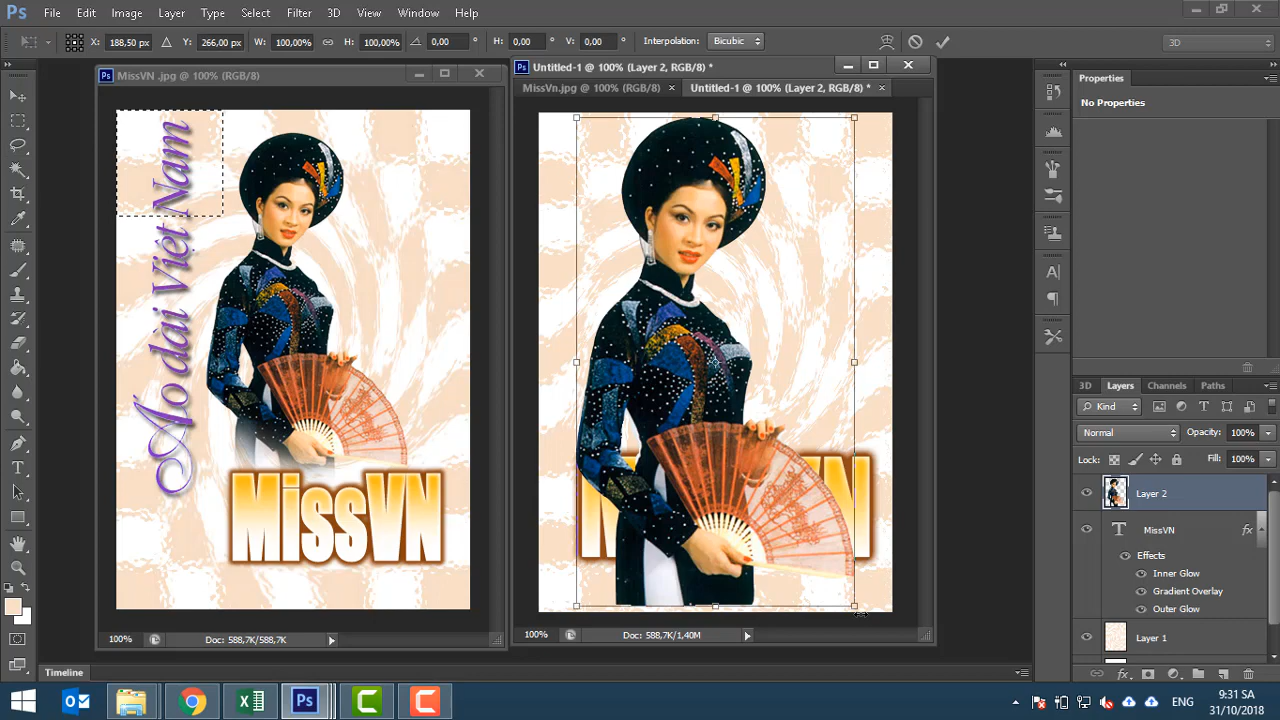 Ps File Edit Image Layer Type Select Filter 3D View Window Help
X: 188,50 px Y: 266,00 px W: 100,00% H: 100,00% 0,00 ° H: 0,00 ° V: 0,00 ° Interpolation: Bicubic 3D
Ps MissVN .jpg @ 100% (RGB/8)
Ps Untitled-1 @ 100% (Layer 2, RGB/8) *
MissVn.jpg @ 100% (RGB/8) × Untitled-1 @ 100% (Layer 2, RGB/8) * ×
Áo dài Việt Nam
MissVN
100% Doc: 588,7K/588,7K
100% Doc: 588,7K/1,40M
Timeline
Properties
No Properties
3D Layers Channels Paths
Kind
Normal Opacity: 100%
Lock: Fill: 100%
Layer 2
T MissVN fx
Effects
Inner Glow
Gradient Overlay
Outer Glow
Layer 1
ENG 9:31 SA
31/10/2018